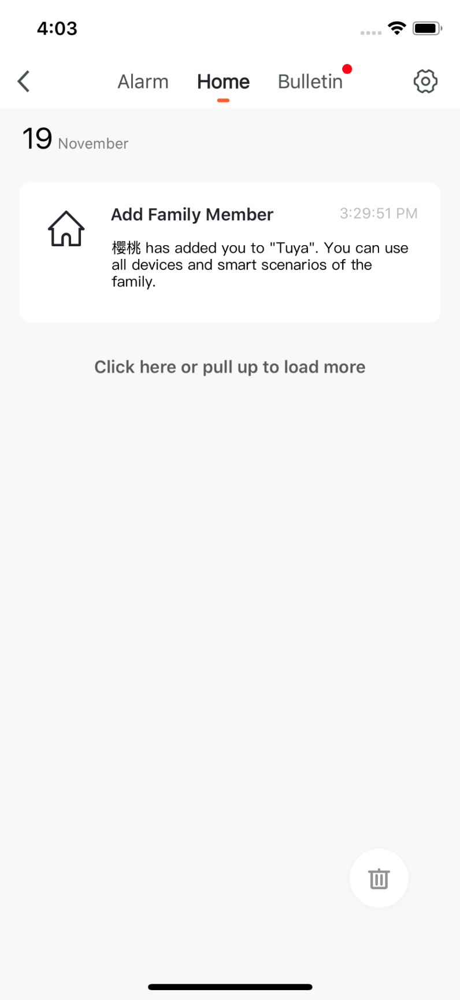 4:03
Alarm Home Bulletin
19 November
Add Family Member 3:29:51 PM
樱桃 has added you to "Tuya". You can use
all devices and smart scenarios of the
family.
Click here or pull up to load more